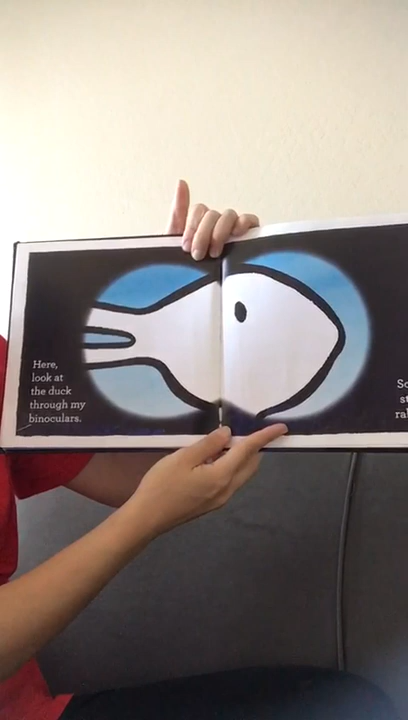 Here,
look at
the duck
through my
binoculars.